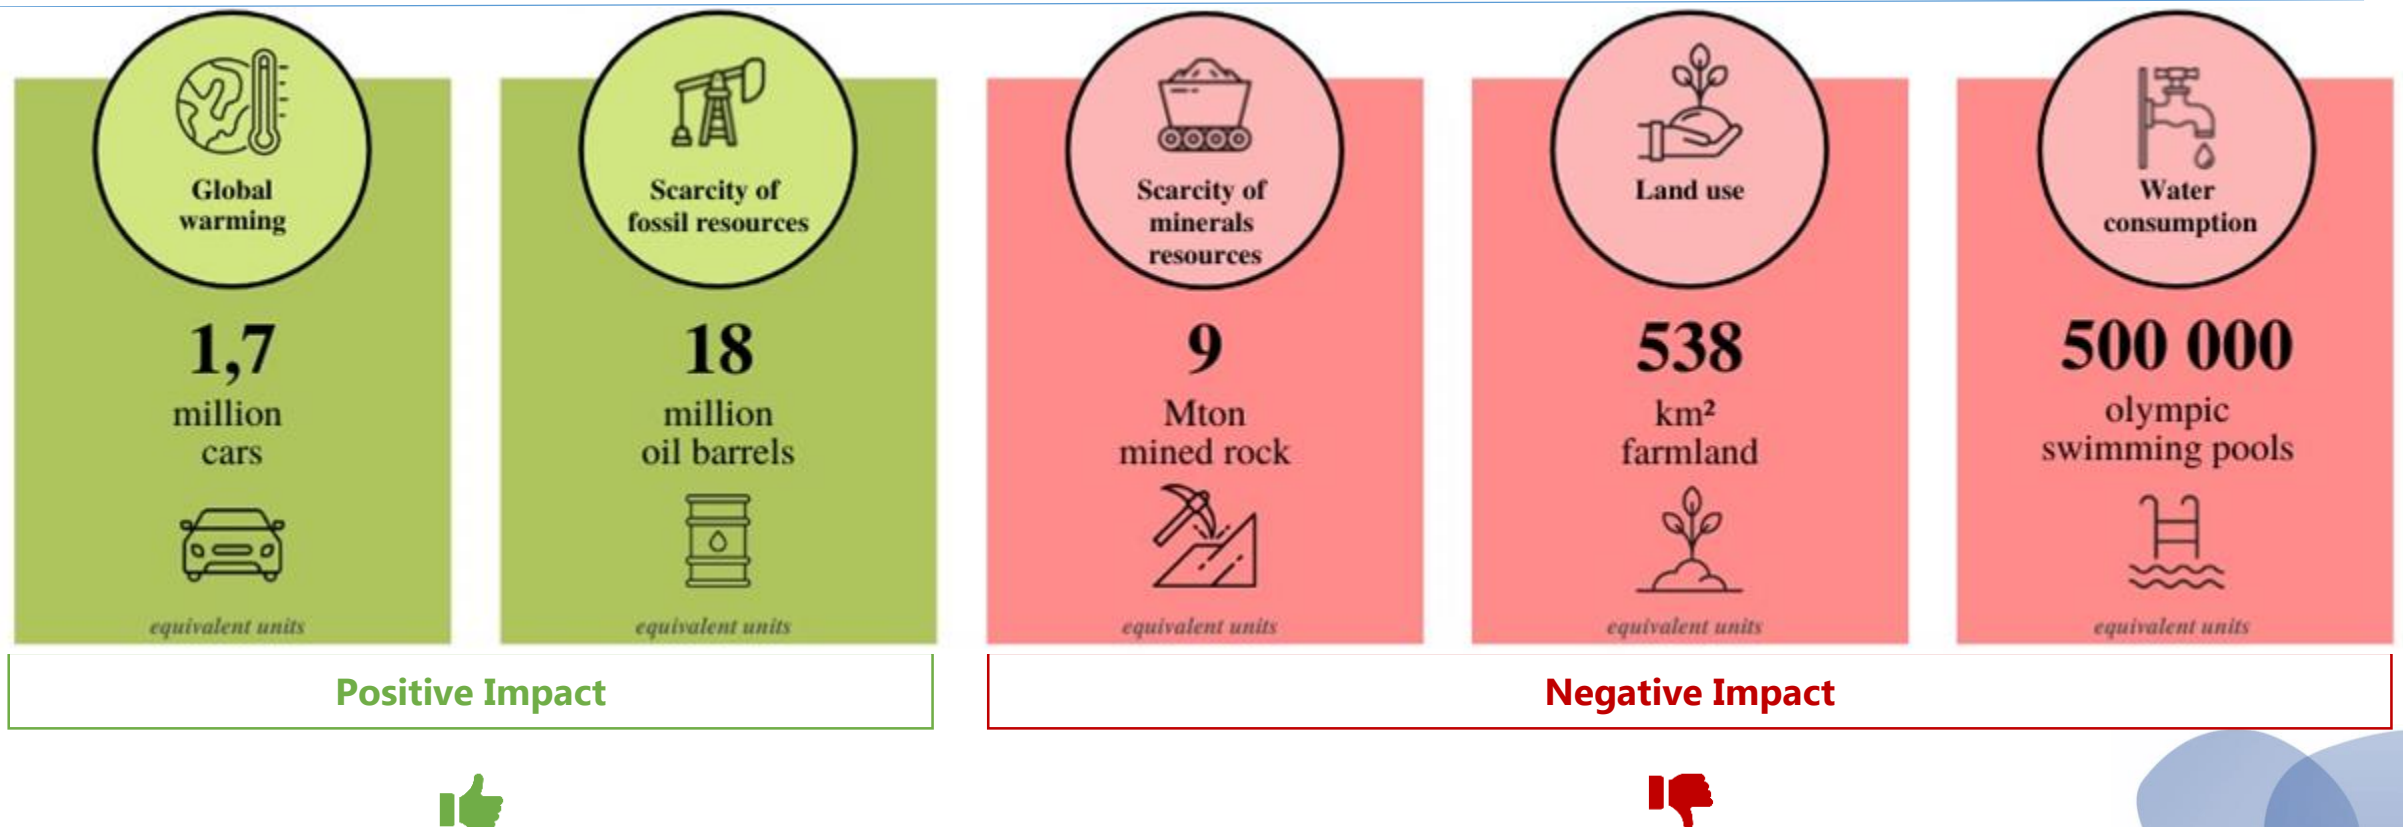 Global
warming
1,7
million
cars
equivalent units
Scarcity of
fossil resources
18
million
oil barrels
equivalent units
Scarcity of
minerals
resources
9
Mton
mined rock
equivalent units
Land use
538
km²
farmland
equivalent units
Water
consumption
500 000
olympic
swimming pools
equivalent units
Positive Impact
Negative Impact